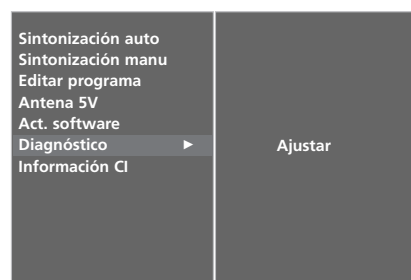 Sintonización auto
Sintonización manu
Editar programa
Antena 5V
Act. software
Diagnóstico ►
Ajustar
Información CI